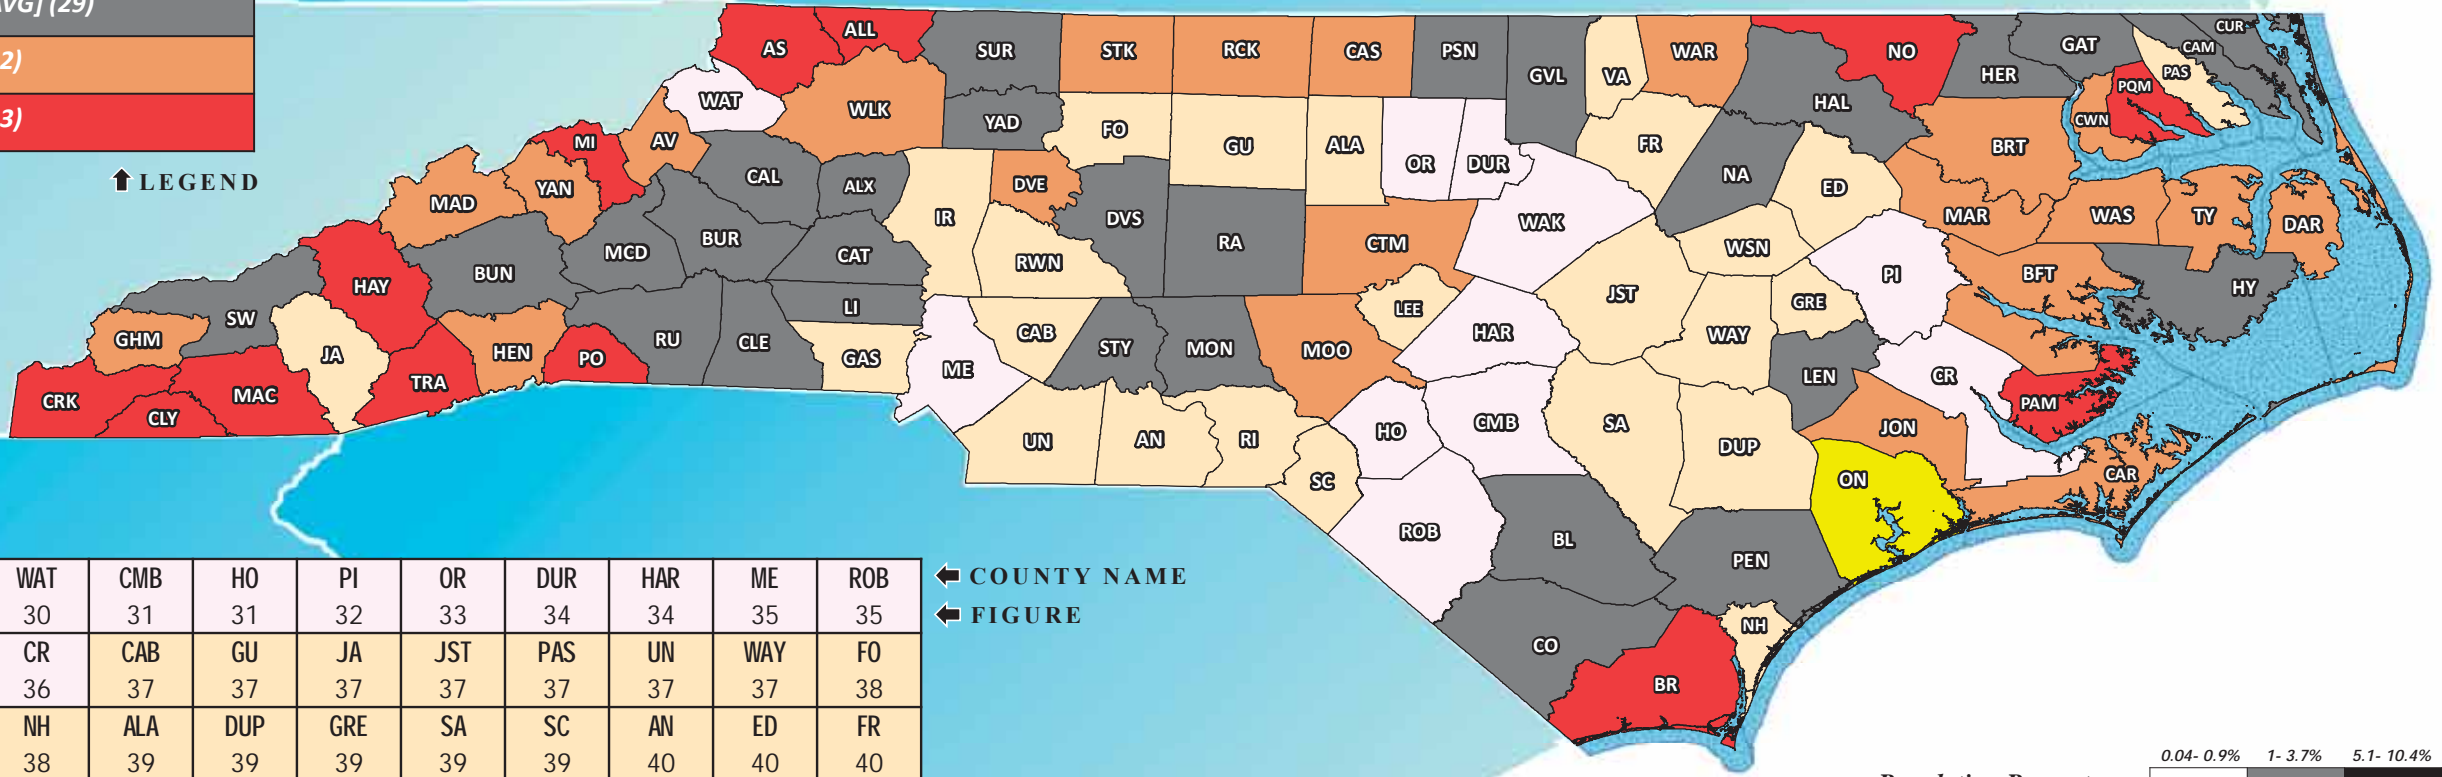 AVG] (29)
2)
3)
LEGEND
AS ALL SUR STK RCK CAS PSN GVL VA WAR NO HER GAT CAM CUR
WAT WLK YAD FO GU ALA OR DUR FR HAL PQM PAS
MI AV CAL ALX DVE NA ED BRT CWN
MAD YAN IR DVS RA CTM WAK MAR WAS TY DAR
MCD BUR CAT RWN WSN
HAY BUN LEE JST GRE PI BFT HY
GHM SW LI CAB HAR WAY
JA HEN PO RU CLE GAS ME STY MON MOO LEN CR
CRK CLY MAC TRA PAM
UN AN RI SC HO CMB SA DUP JON CAR
ON
ROB BL PEN
CO NH
BR
WAT CMB HO PI OR DUR HAR ME ROB COUNTY NAME
30 31 31 32 33 34 34 35 35 FIGURE
CR CAB GU JA JST PAS UN WAY FO
36 37 37 37 37 37 37 37 38
NH ALA DUP GRE SA SC AN ED FR
38 39 39 39 39 39 40 40 40
0.04- 0.9% 1- 3.7% 5.1- 10.4%